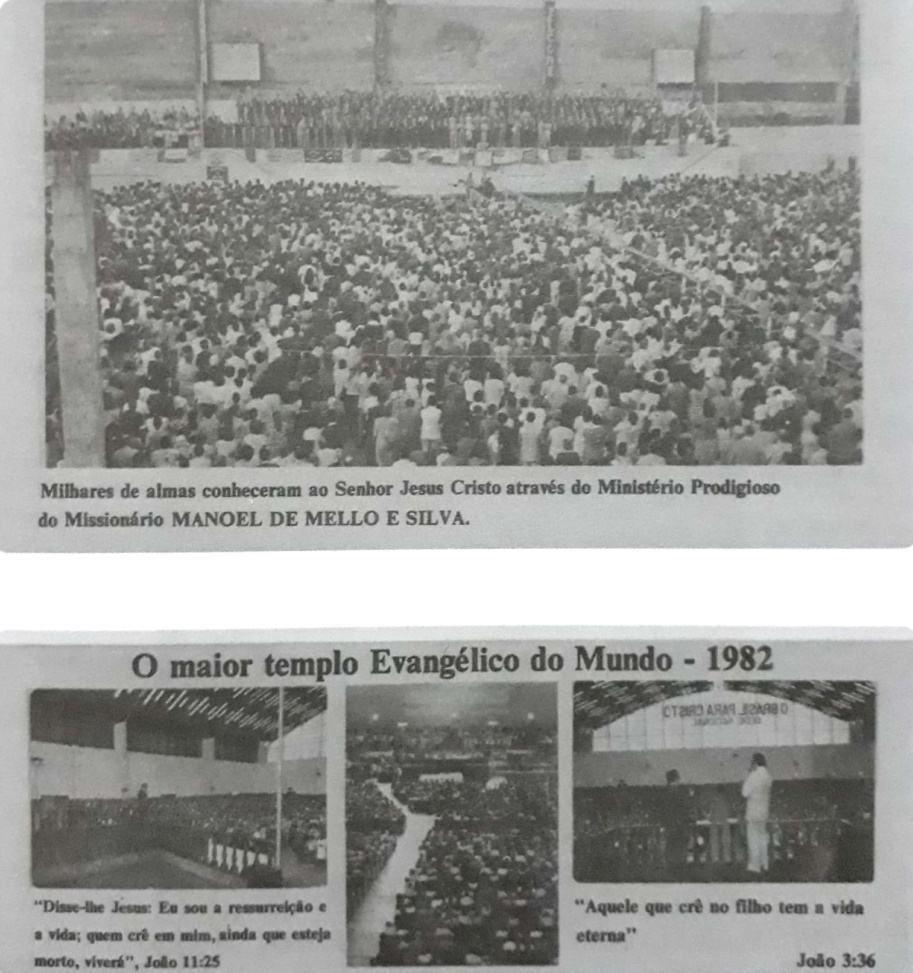 Milhares de almas conheceram ao Senhor Jesus Cristo através do Ministério Prodigioso
do Missionário MANOEL DE MELLO E SILVA.
O maior templo Evangélico do Mundo - 1982
O BRASIL PARA CRISTO
SEDE NACIONAL
"Disse-lhe Jesus: Eu sou a ressurreição e
a vida; quem crê em mim, ainda que esteja
morto, viverá", João 11:25
"Aquele que crê no filho tem a vida
eterna"
João 3:36